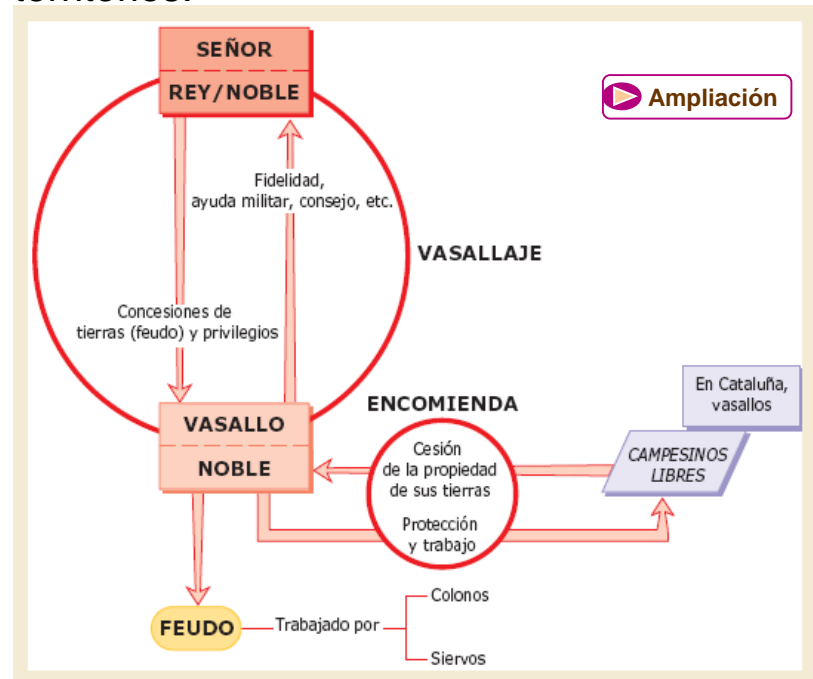 SEÑOR
REY/NOBLE
Ampliación
Fidelidad,
ayuda militar, consejo, etc.
VASALLAJE
Concesiones de
tierras (feudo) y privilegios
En Cataluña,
vasallos
ENCOMIENDA
VASALLO
NOBLE
Cesión
de la propiedad
de sus tierras
CAMPESINOS
LIBRES
Protección
y trabajo
Colonos
FEUDO
Trabajado por
Siervos